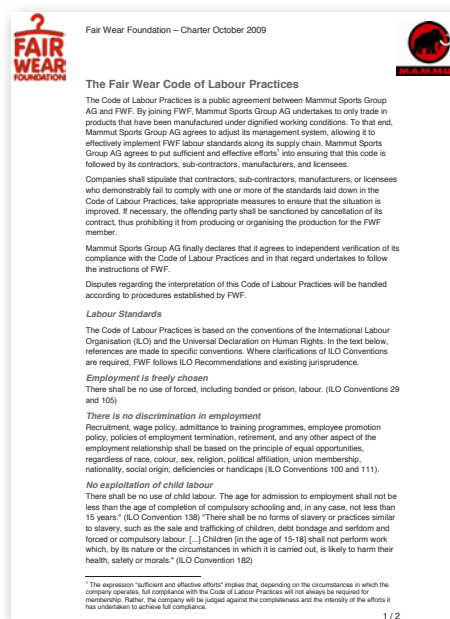 FAIR
WEAR
FOUNDATION
Fair Wear Foundation – Charter October 2009
MAMMUT
The Fair Wear Code of Labour Practices
The Code of Labour Practices is a public agreement between Mammut Sports Group
AG and FWF. By joining FWF, Mammut Sports Group AG undertakes to only trade in
products that have been manufactured under dignified working conditions. To that end,
Mammut Sports Group AG agrees to adjust its management system, allowing it to
effectively implement FWF labour standards along its supply chain. Mammut Sports
Group AG agrees to put sufficient and effective efforts¹ into ensuring that this code is
followed by its contractors, sub-contractors, manufacturers, and licensees.
Companies shall stipulate that contractors, sub-contractors, manufacturers, or licensees
who demonstrably fail to comply with one or more of the standards laid down in the
Code of Labour Practices, take appropriate measures to ensure that the situation is
improved. If necessary, the offending party shall be sanctioned by cancellation of its
contract, thus prohibiting it from producing or organising the production for the FWF
member.
Mammut Sports Group AG finally declares that it agrees to independent verification of its
compliance with the Code of Labour Practices and in that regard undertakes to follow
the instructions of FWF.
Disputes regarding the interpretation of this Code of Labour Practices will be handled
according to procedures established by FWF.
Labour Standards
The Code of Labour Practices is based on the conventions of the International Labour
Organisation (ILO) and the Universal Declaration on Human Rights. In the text below,
references are made to specific conventions. Where clarifications of ILO Conventions
are required, FWF follows ILO Recommendations and existing jurisprudence.
Employment is freely chosen
There shall be no use of forced, including bonded or prison, labour. (ILO Conventions 29
and 105)
There is no discrimination in employment
Recruitment, wage policy, admittance to training programmes, employee promotion
policy, policies of employment termination, retirement, and any other aspect of the
employment relationship shall be based on the principle of equal opportunities,
regardless of race, colour, sex, religion, political affiliation, union membership,
nationality, social origin, deficiencies or handicaps (ILO Conventions 100 and 111).
No exploitation of child labour
There shall be no use of child labour. The age for admission to employment shall not be
less than the age of completion of compulsory schooling and, in any case, not less than
15 years." (ILO Convention 138) "There shall be no forms of slavery or practices similar
to slavery, such as the sale and trafficking of children, debt bondage and serfdom and
forced or compulsory labour. [...] Children [in the age of 15-18] shall not perform work
which, by its nature or the circumstances in which it is carried out, is likely to harm their
health, safety or morals." (ILO Convention 182)
¹ The expression "sufficient and effective efforts" implies that, depending on the circumstances in which the
company operates, full compliance with the Code of Labour Practices will not always be required for
membership. Rather, the company will be judged against the completeness and the intensity of the efforts it
has undertaken to achieve full compliance.
1 / 2